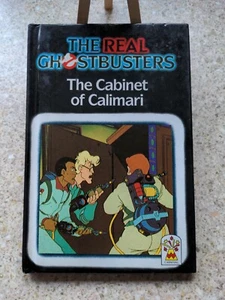 THE REAL
GHOSTBUSTERS
The Cabinet
of Calimari